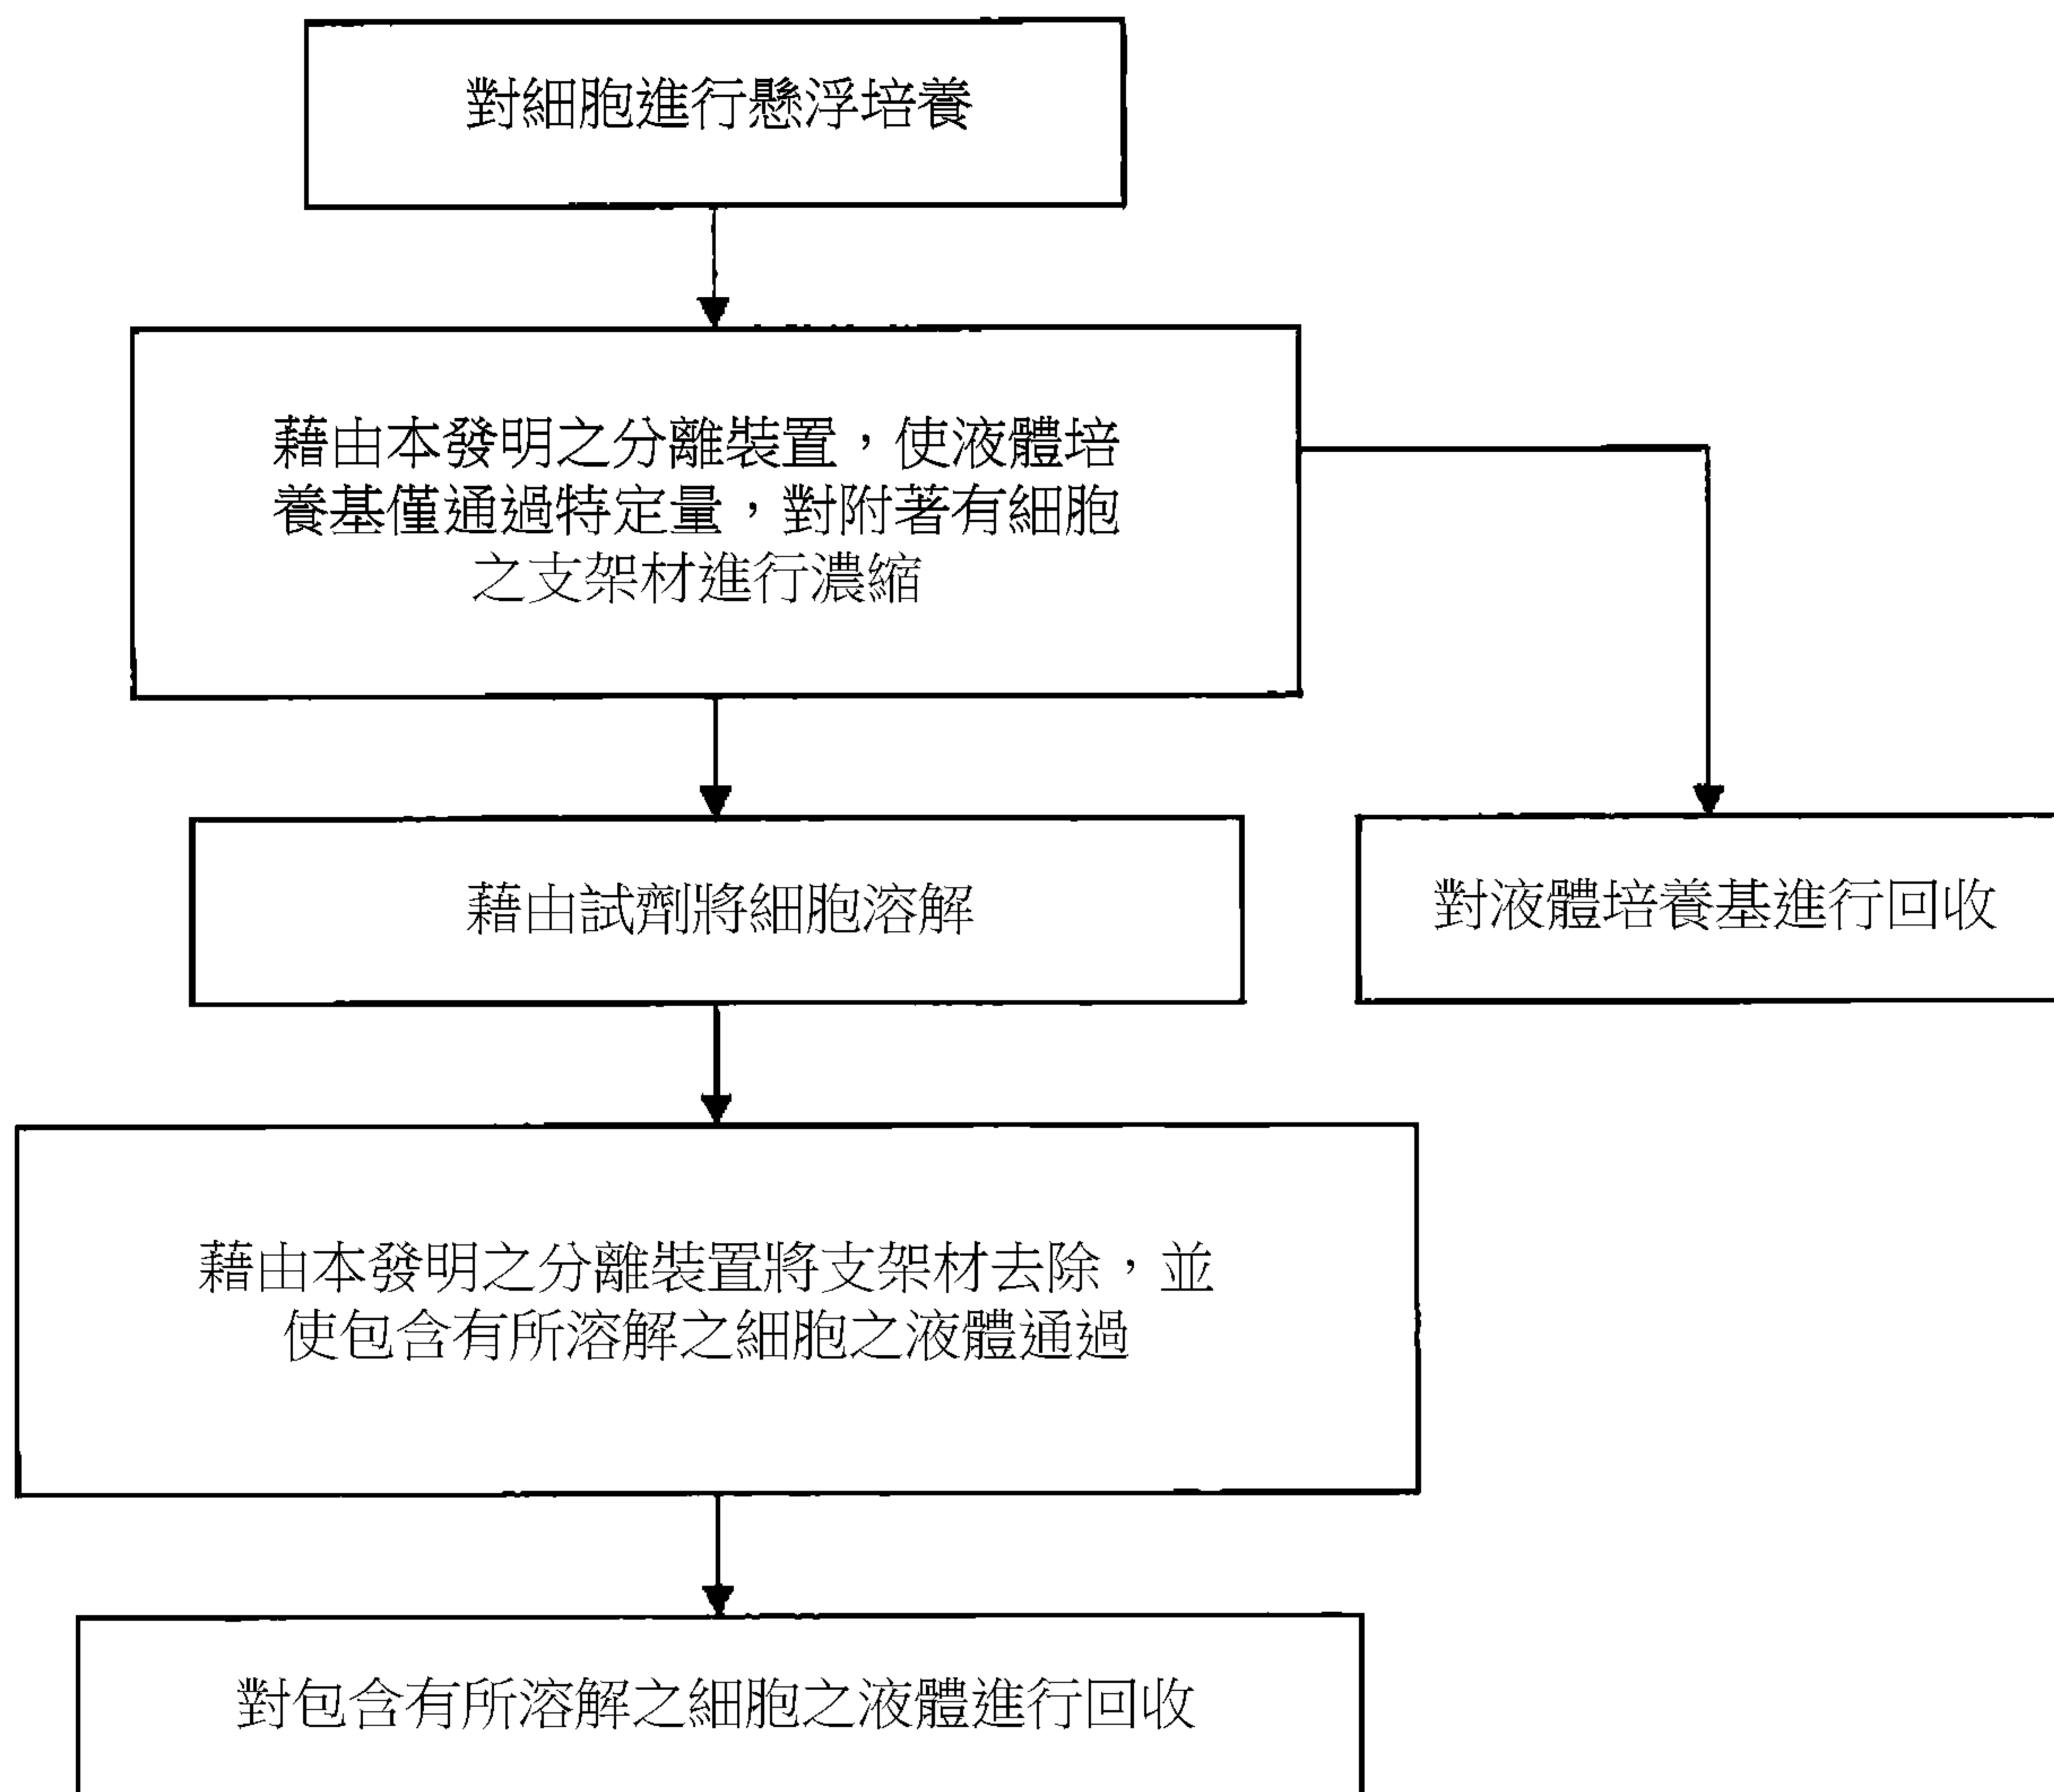 對細胞進行懸浮培養
藉由本發明之分離裝置，使液體培
養基僅通過特定量，對附著有細胞
之支架材進行濃縮
藉由試劑將細胞溶解
對液體培養基進行回收
藉由本發明之分離裝置將支架材去除，並
使包含有所溶解之細胞之液體通過
對包含有所溶解之細胞之液體進行回收